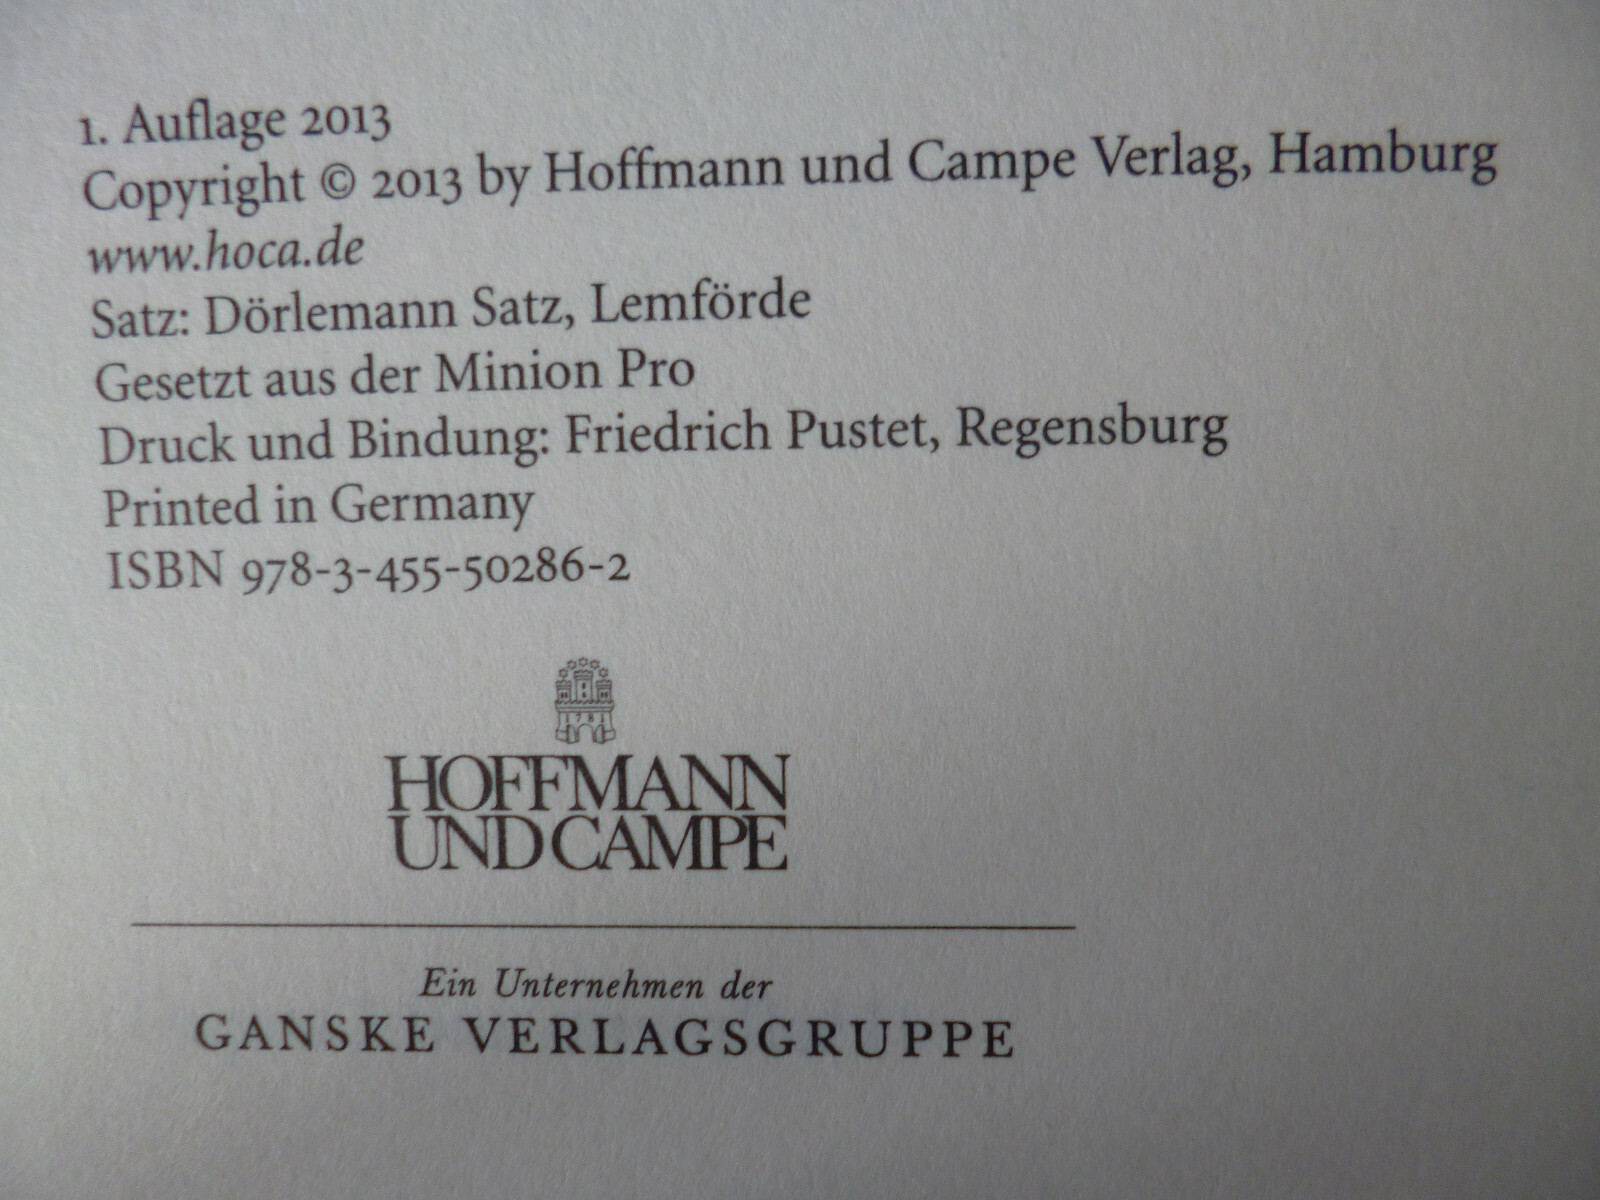 1. Auflage 2013
Copyright © 2013 by Hoffmann und Campe Verlag, Hamburg
www.hoca.de
Satz: Dörlemann Satz, Lemförde
Gesetzt aus der Minion Pro
Druck und Bindung: Friedrich Pustet, Regensburg
Printed in Germany
ISBN 978-3-455-50286-2
1781
HOFFMANN
UND CAMPE
Ein Unternehmen der
GANSKE VERLAGSGRUPPE